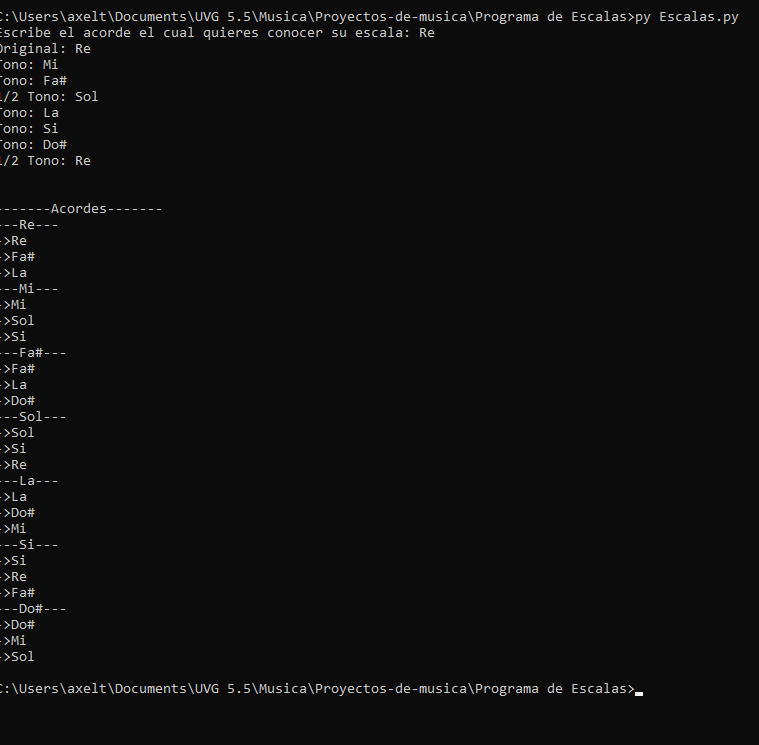 C:\Users\axelt\Documents\UVG 5.5\Musica\Proyectos-de-musica\Programa de Escalas>py Escalas.py
Escribe el acorde el cual quieres conocer su escala: Re
Original: Re
Tono: Mi
Tono: Fa#
1/2 Tono: Sol
Tono: La
Tono: Si
Tono: Do#
1/2 Tono: Re
-------Acordes-------
---Re---
->Re
->Fa#
->La
---Mi---
->Mi
->Sol
->Si
---Fa#---
->Fa#
->La
->Do#
---Sol---
->Sol
->Si
->Re
---La---
->La
->Do#
->Mi
---Si---
->Si
->Re
->Fa#
---Do#---
->Do#
->Mi
->Sol
C:\Users\axelt\Documents\UVG 5.5\Musica\Proyectos-de-musica\Programa de Escalas>